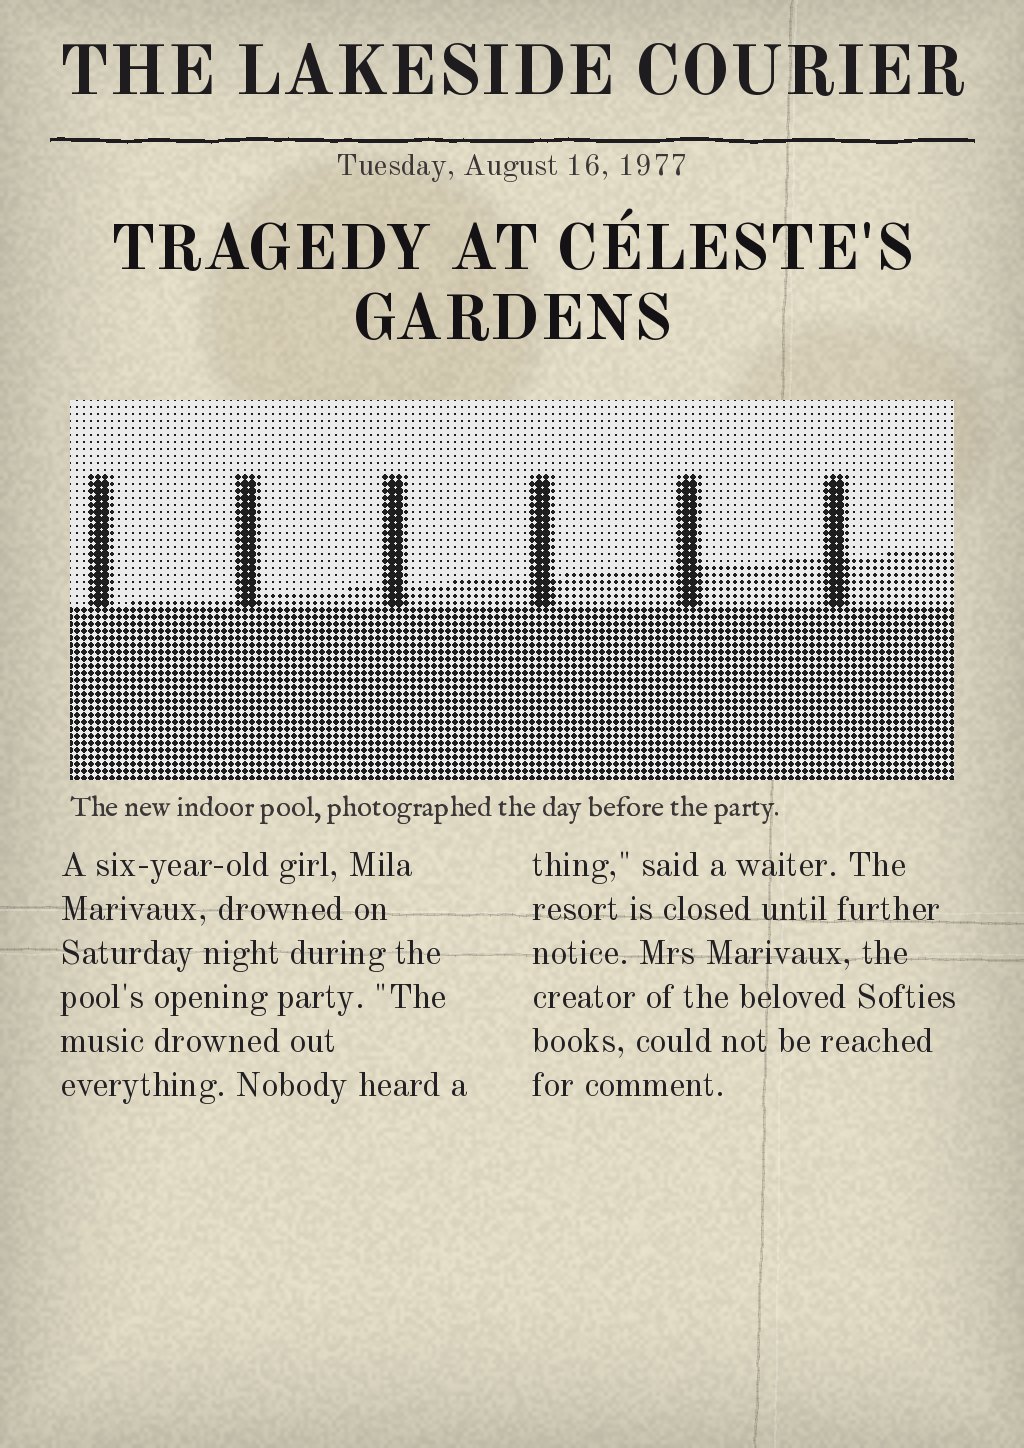 THE LAKESIDE COURIER
Tuesday, August 16, 1977
TRAGEDY AT CÉLESTE'S
GARDENS
The new indoor pool, photographed the day before the party.
A six-year-old girl, Mila
Marivaux, drowned on
Saturday night during the
pool's opening party. "The
music drowned out
everything. Nobody heard a
thing," said a waiter. The
resort is closed until further
notice. Mrs Marivaux, the
creator of the beloved Softies
books, could not be reached
for comment.